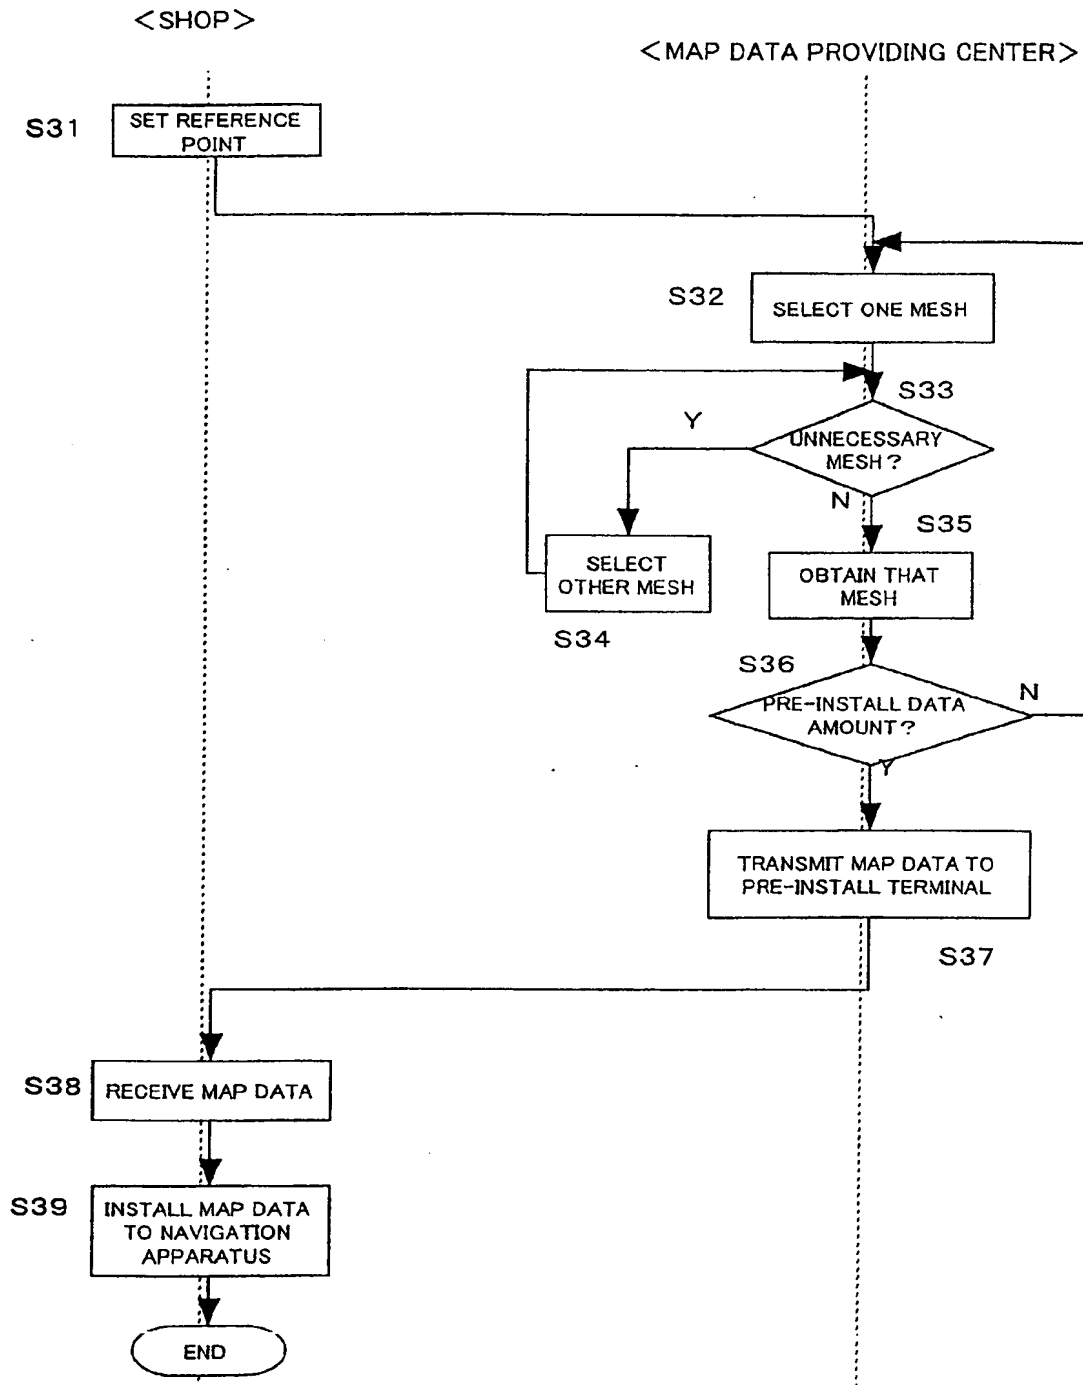 <SHOP>
<MAP DATA PROVIDING CENTER>
S31
SET REFERENCE
POINT
S32
SELECT ONE MESH
S33
Y
UNNECESSARY
MESH?
N
S35
SELECT
OTHER MESH
OBTAIN THAT
MESH
S34
S36
N
PRE-INSTALL DATA
AMOUNT?
Y
TRANSMIT MAP DATA TO
PRE-INSTALL TERMINAL
S37
S38
RECEIVE MAP DATA
S39
INSTALL MAP DATA
TO NAVIGATION
APPARATUS
END